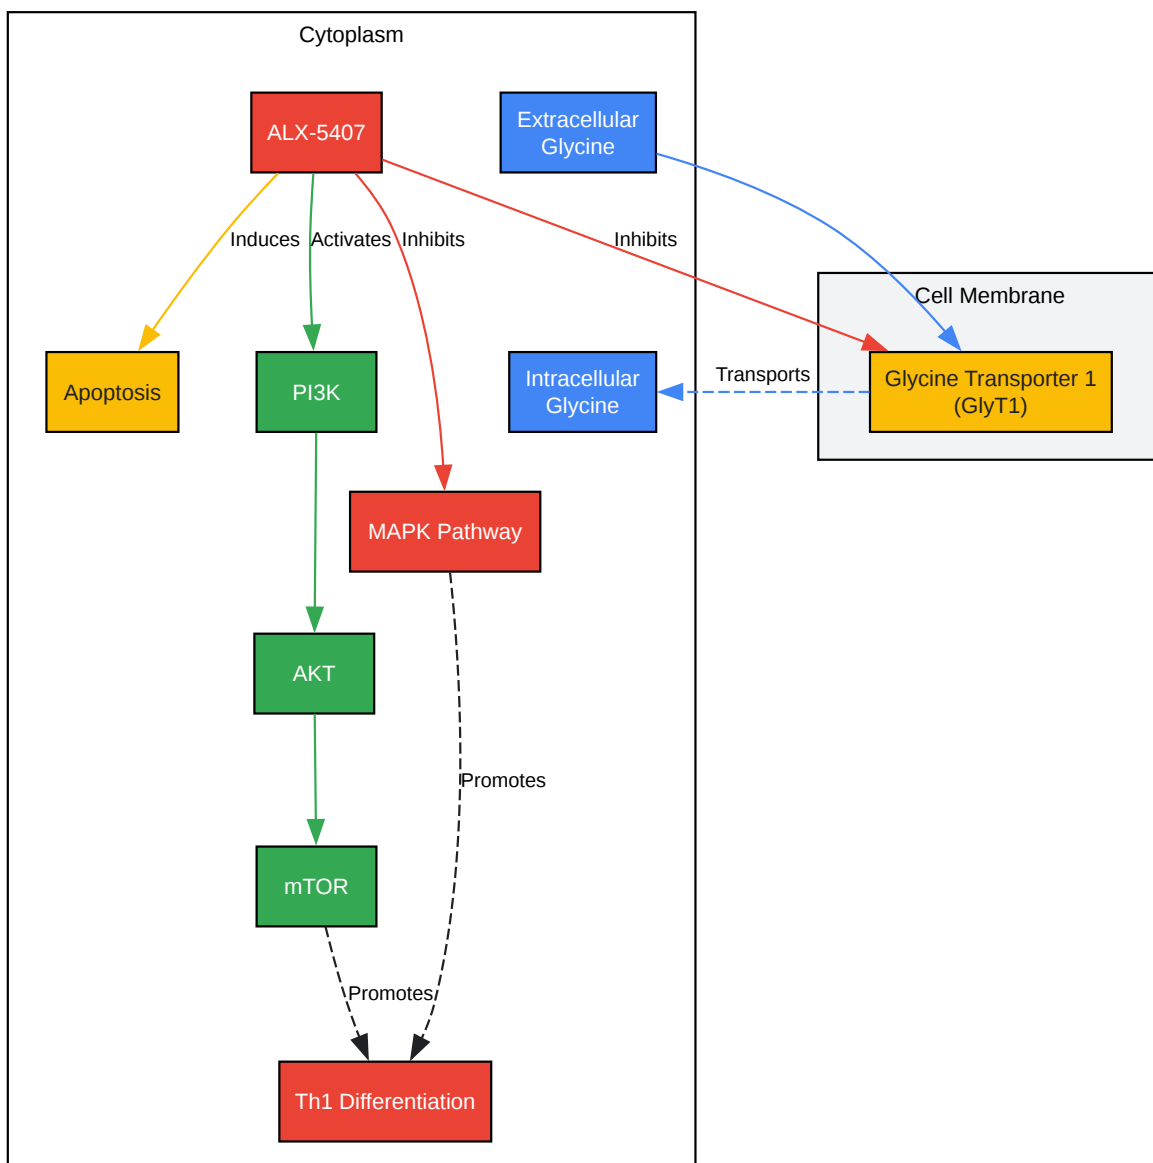 Cytoplasm
ALX-5407
Extracellular
Glycine
Induces
Activates
Inhibits
Inhibits
Cell Membrane
Apoptosis
PI3K
Intracellular
Glycine
Transports
Glycine Transporter 1
(GlyT1)
MAPK Pathway
AKT
Promotes
mTOR
Promotes
Th1 Differentiation